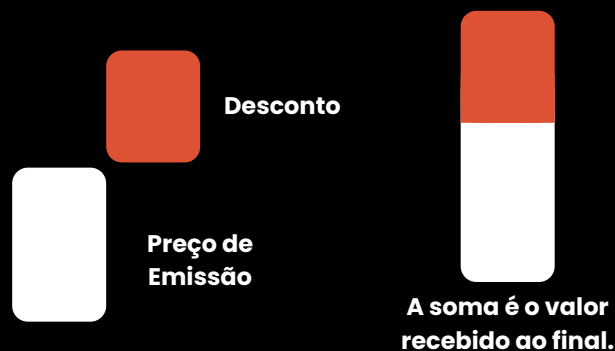 Desconto
Preço de
Emissão
A soma é o valor
recebido ao final.